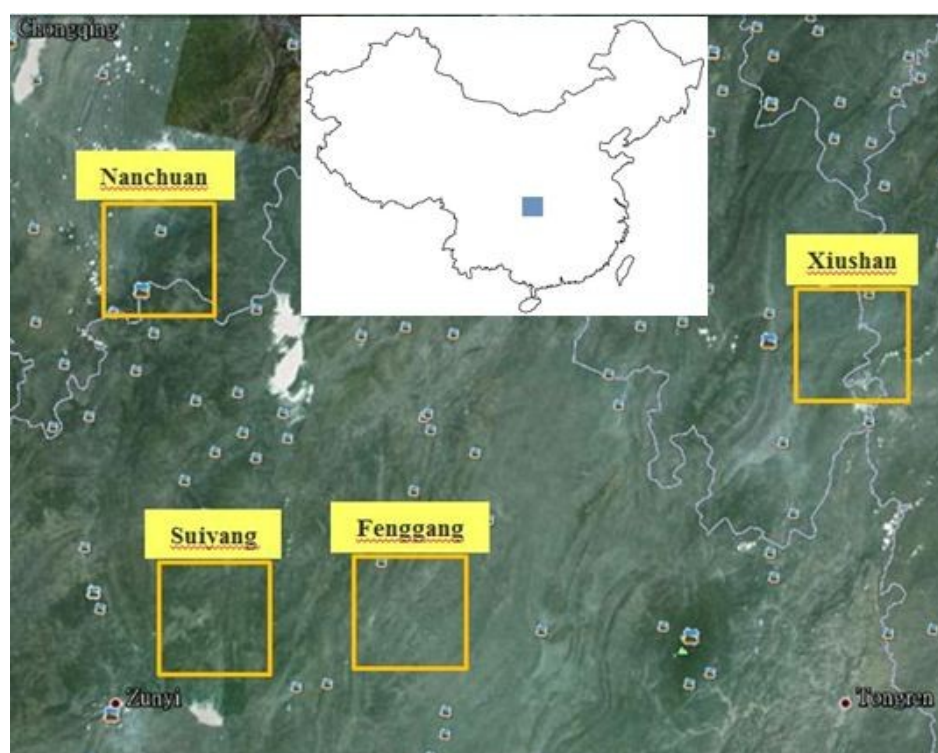 Chongqing
Nanchuan
Xiushan
Suiyang
Fenggang
Zunyi
Tongren